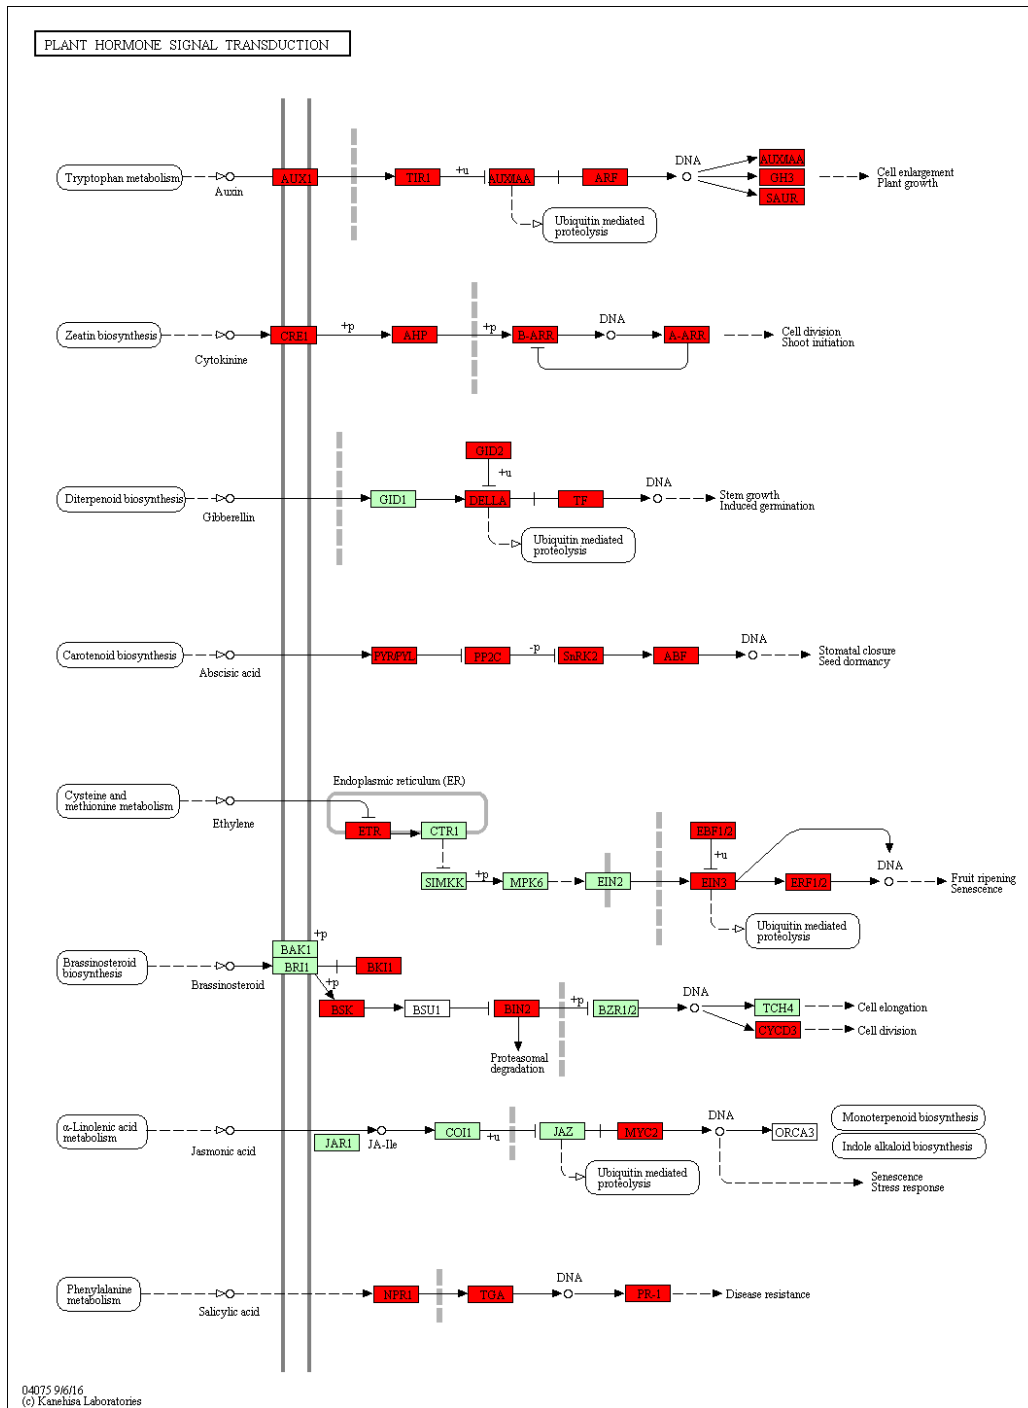 PLANT HORMONE SIGNAL TRANSDUCTION
Tryptophan metabolism
Auxin
AUX1
TIR1
+u
AUX/IAA
ARF
DNA
AUX/IAA
GH3
SAUR
Cell enlargement
Plant growth
Ubiquitin mediated
proteolysis
Zeatin biosynthesis
Cytokinine
CRE1
+p
AHP
+p
B-ARR
DNA
A-ARR
Cell division
Shoot initiation
GID2
+u
Diterpenoid biosynthesis
Gibberellin
GID1
DELLA
TF
DNA
Stem growth
Induced germination
Ubiquitin mediated
proteolysis
Carotenoid biosynthesis
Abscisic acid
PYR/PYL
PP2C
-p
SnRK2
ABF
DNA
Stomatal closure
Seed dormancy
Endoplasmic reticulum (ER)
Cysteine and
methionine metabolism
Ethylene
ETR
CTR1
EBF1/2
+u
SIMKK
+p
MPK6
EIN2
EIN3
ERF1/2
DNA
Fruit ripening
Senescence
Ubiquitin mediated
proteolysis
Brassinosteroid
biosynthesis
Brassinosteroid
BAK1
+p
BRI1
BKI1
+p
BSK
BSU1
BIN2
+p
BZR1/2
DNA
TCH4
Cell elongation
CYCD3
Cell division
Proteasomal
degradation
α-Linolenic acid
metabolism
Jasmonic acid
JAR1
JA-Ile
COI1
+u
JAZ
MYC2
DNA
ORCA3
Monoterpenoid biosynthesis
Indole alkaloid biosynthesis
Ubiquitin mediated
proteolysis
Senescence
Stress response
Phenylalanine
metabolism
Salicylic acid
NPR1
TGA
DNA
PR-1
Disease resistance
04075 9/6/16
(c) Kanehisa Laboratories